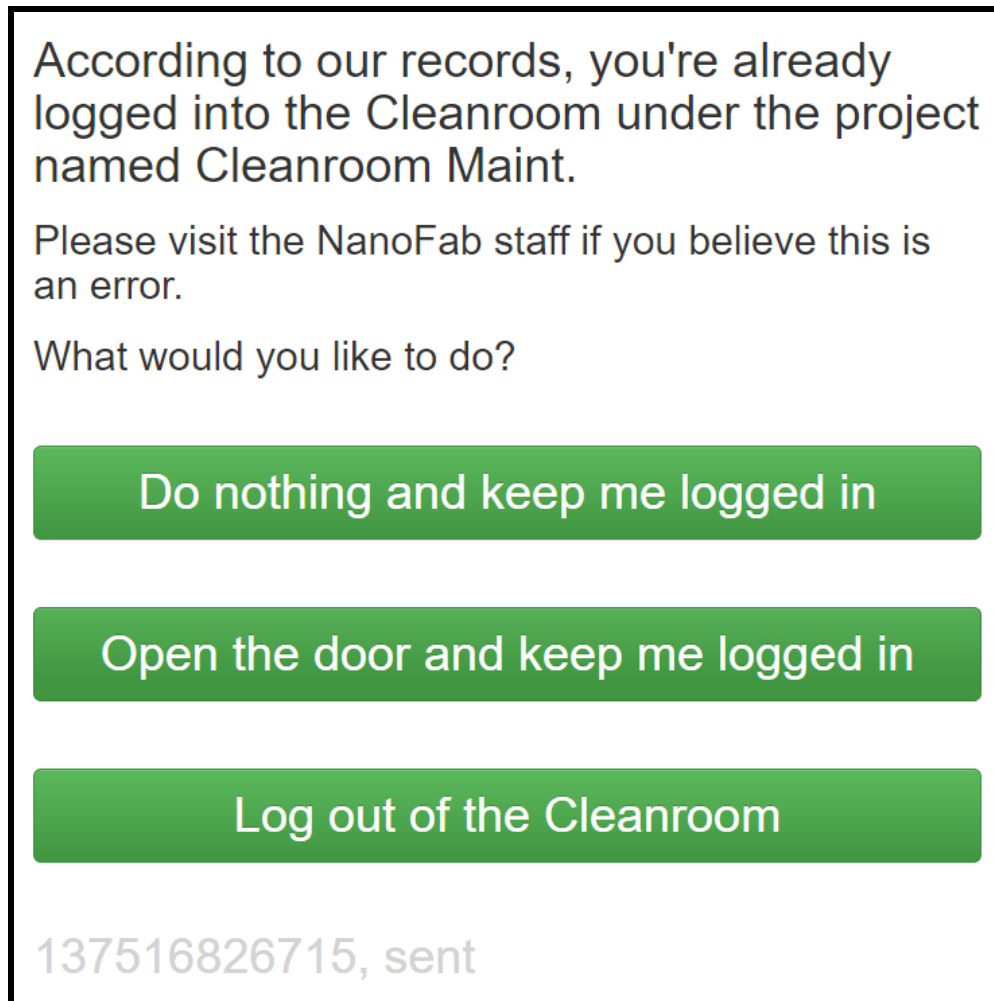 According to our records, you're already
logged into the Cleanroom under the project
named Cleanroom Maint.
Please visit the NanoFab staff if you believe this is
an error.
What would you like to do?
Do nothing and keep me logged in
Open the door and keep me logged in
Log out of the Cleanroom
137516826715, sent